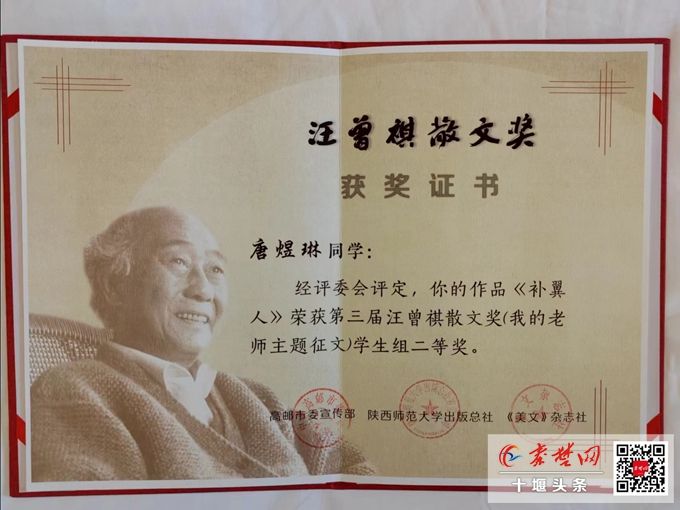 汪曾祺散文奖
获奖证书
唐煜琳同学：
经评委会评定，你的作品《补翼
人》荣获第三届汪曾祺散文奖(我的老
师主题征文)学生组二等奖。
高邮市委宣传部 陕西师范大学出版总社 《美文》杂志社
秦楚网
十堰头条